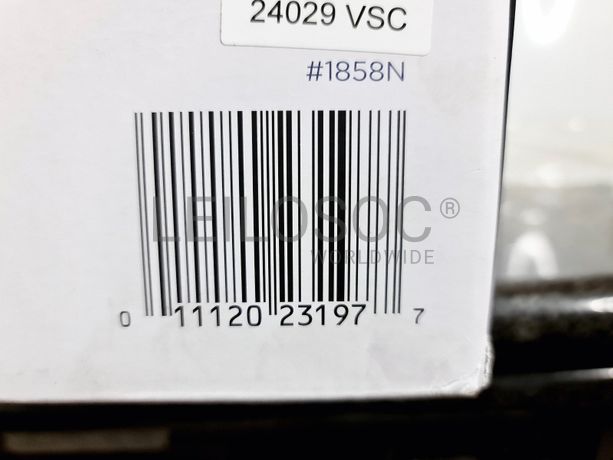 24029 VSC
#1858N
LEILOSOC®
WORLDWIDE
0 11120 23197 7